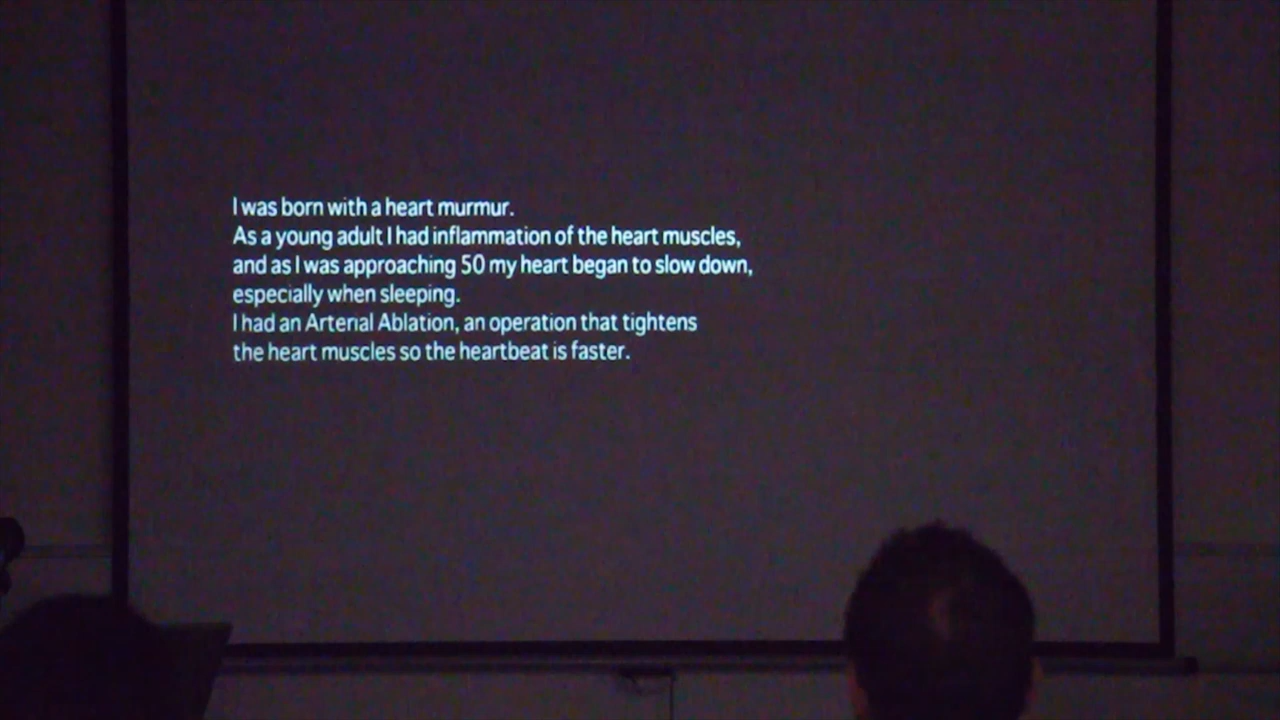 I was born with a heart murmur.
As a young adult I had inflammation of the heart muscles,
and as I was approaching 50 my heart began to slow down,
especially when sleeping.
I had an Arterial Ablation, an operation that tightens
the heart muscles so the heartbeat is faster.